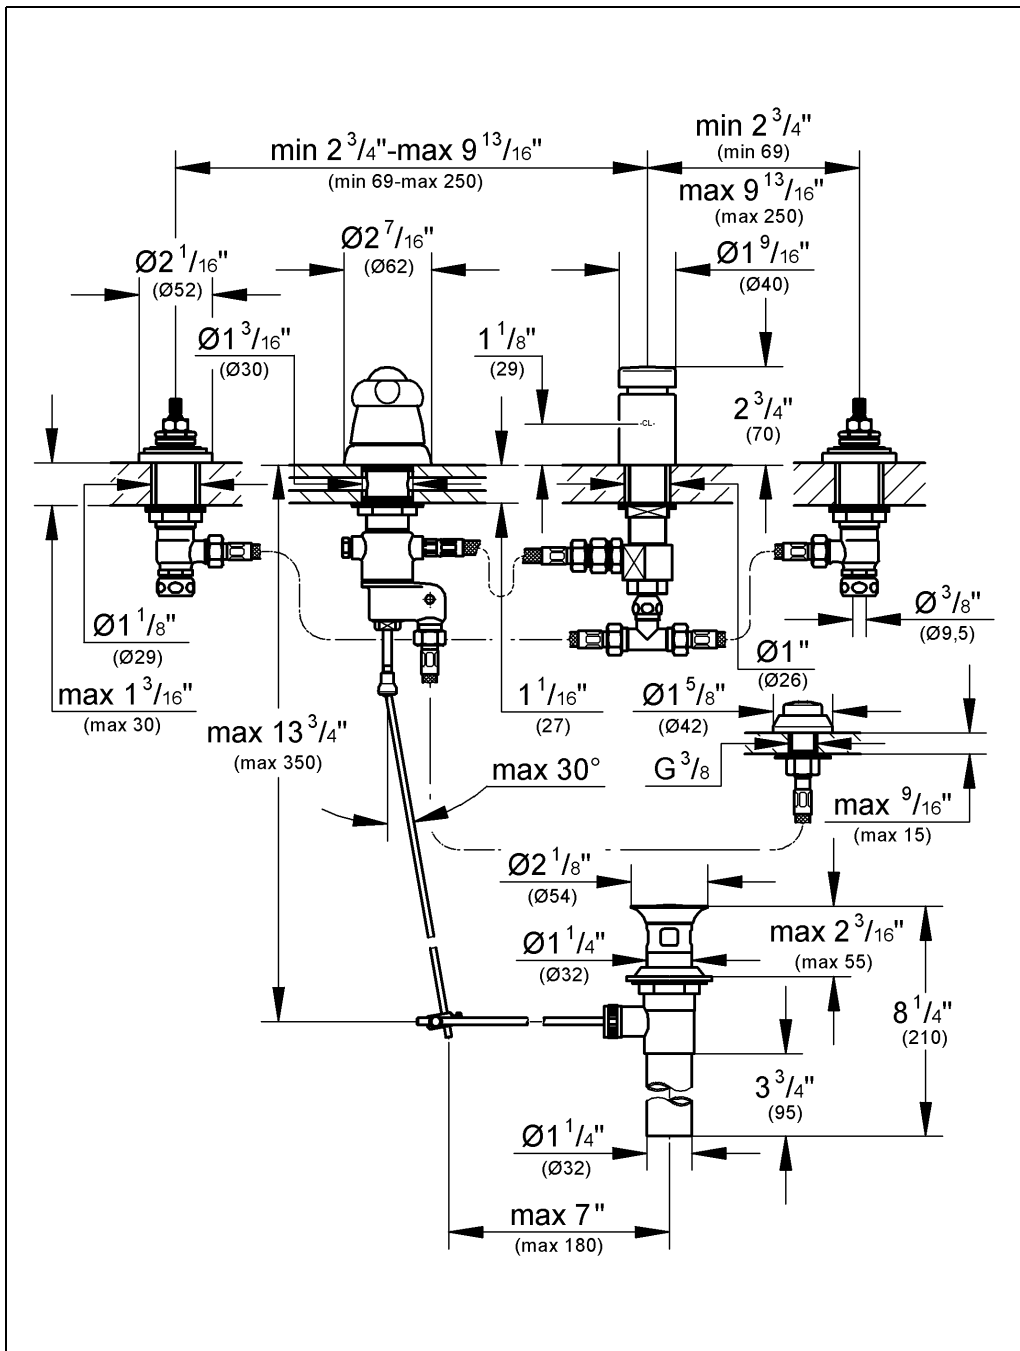 min 2 3/4"
(min 69)
min 2 3/4"-max 9 13/16"
(min 69-max 250)
max 9 13/16"
(max 250)
Ø2 7/16"
(Ø62)
Ø1 9/16"
(Ø40)
Ø2 1/16"
(Ø52)
Ø1 3/16"
(Ø30)
1 1/8"
(29)
2 3/4"
(70)
-CL-
Ø1 1/8"
(Ø29)
Ø 3/8"
(Ø9,5)
Ø1"
(Ø26)
max 1 3/16"
(max 30)
1 1/16"
(27)
Ø1 5/8"
(Ø42)
max 13 3/4"
(max 350)
max 30°
G 3/8
max 9/16"
(max 15)
Ø2 1/8"
(Ø54)
Ø1 1/4"
(Ø32)
max 2 3/16"
(max 55)
8 1/4"
(210)
3 3/4"
(95)
Ø1 1/4"
(Ø32)
max 7"
(max 180)